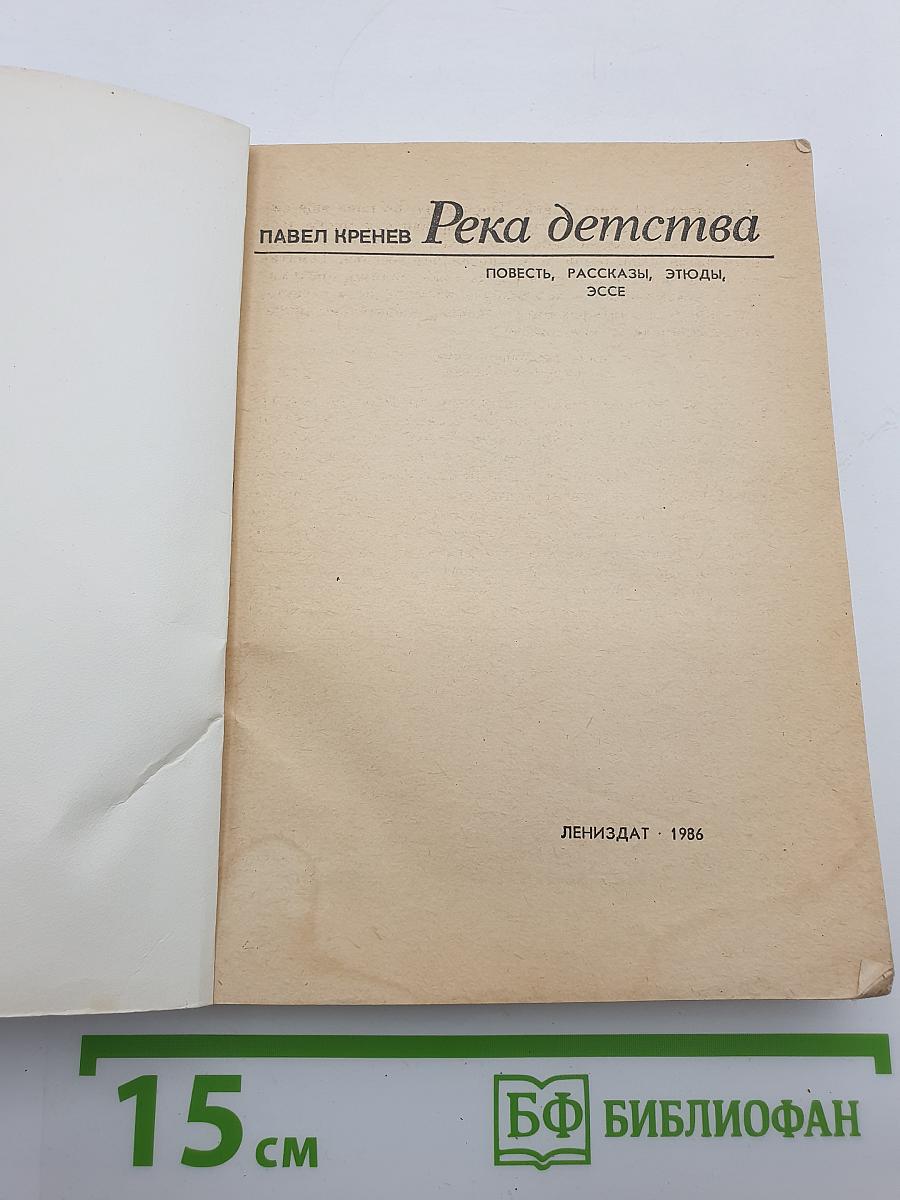 ПАВЕЛ КРЕНЕВ Река детства
ПОВЕСТЬ, РАССКАЗЫ, ЭТЮДЫ,
ЭССЕ
ЛЕНИЗДАТ · 1986
15 см
БФ БИБЛИОФАН